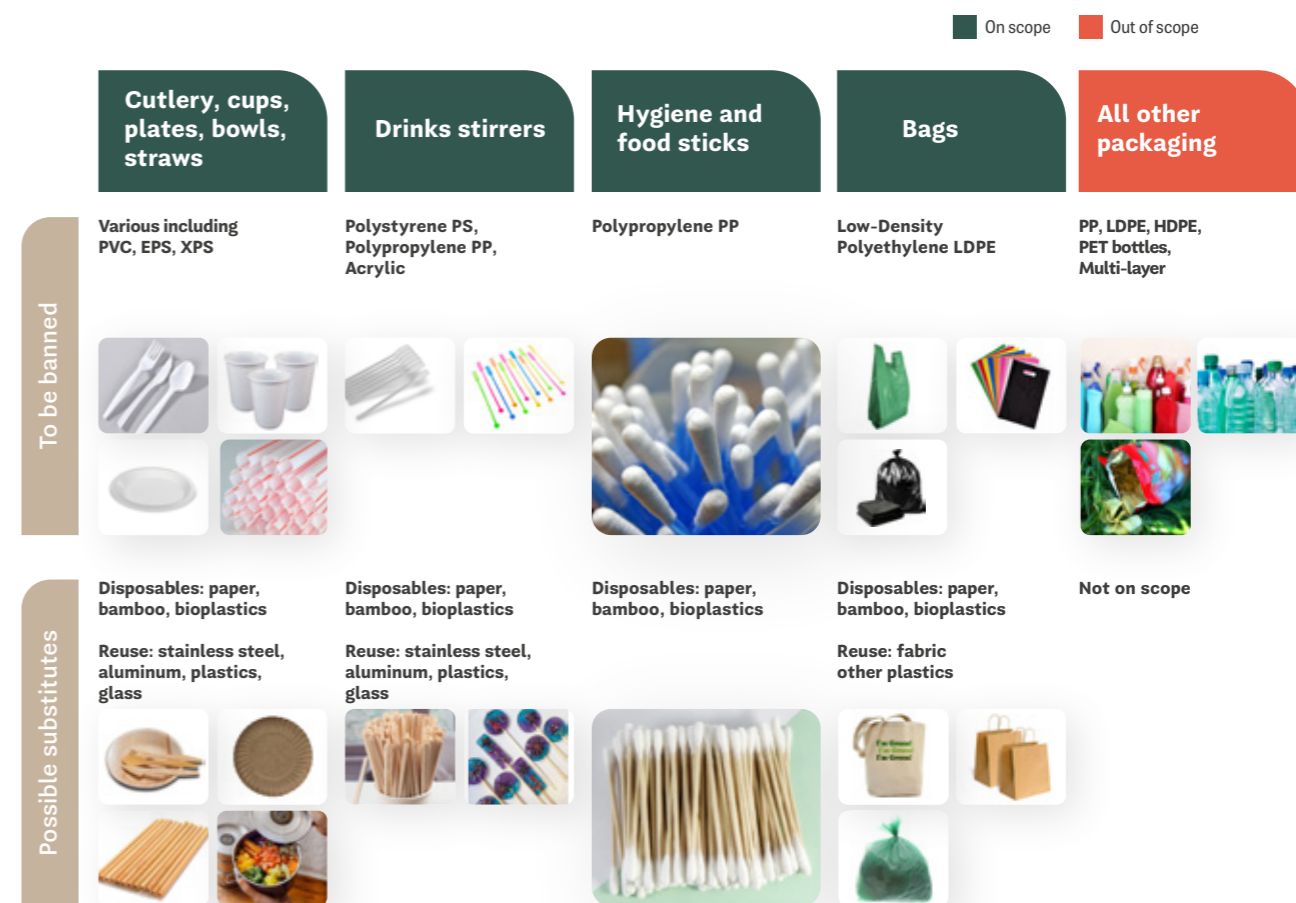 On scope
Out of scope
Cutlery, cups,
plates, bowls,
straws
Drinks stirrers
Hygiene and
food sticks
Bags
All other
packaging
To be banned
Various including
PVC, EPS, XPS
Polystyrene PS,
Polypropylene PP,
Acrylic
Polypropylene PP
Low-Density
Polyethylene LDPE
PP, LDPE, HDPE,
PET bottles,
Multi-layer
Possible substitutes
Disposables: paper,
bamboo, bioplastics
Reuse: stainless steel,
aluminum, plastics,
glass
Disposables: paper,
bamboo, bioplastics
Reuse: stainless steel,
aluminum, plastics,
glass
Disposables: paper,
bamboo, bioplastics
Disposables: paper,
bamboo, bioplastics
Reuse: fabric
other plastics
Not on scope
I'm Green!
I'm Green!
I'm Green!